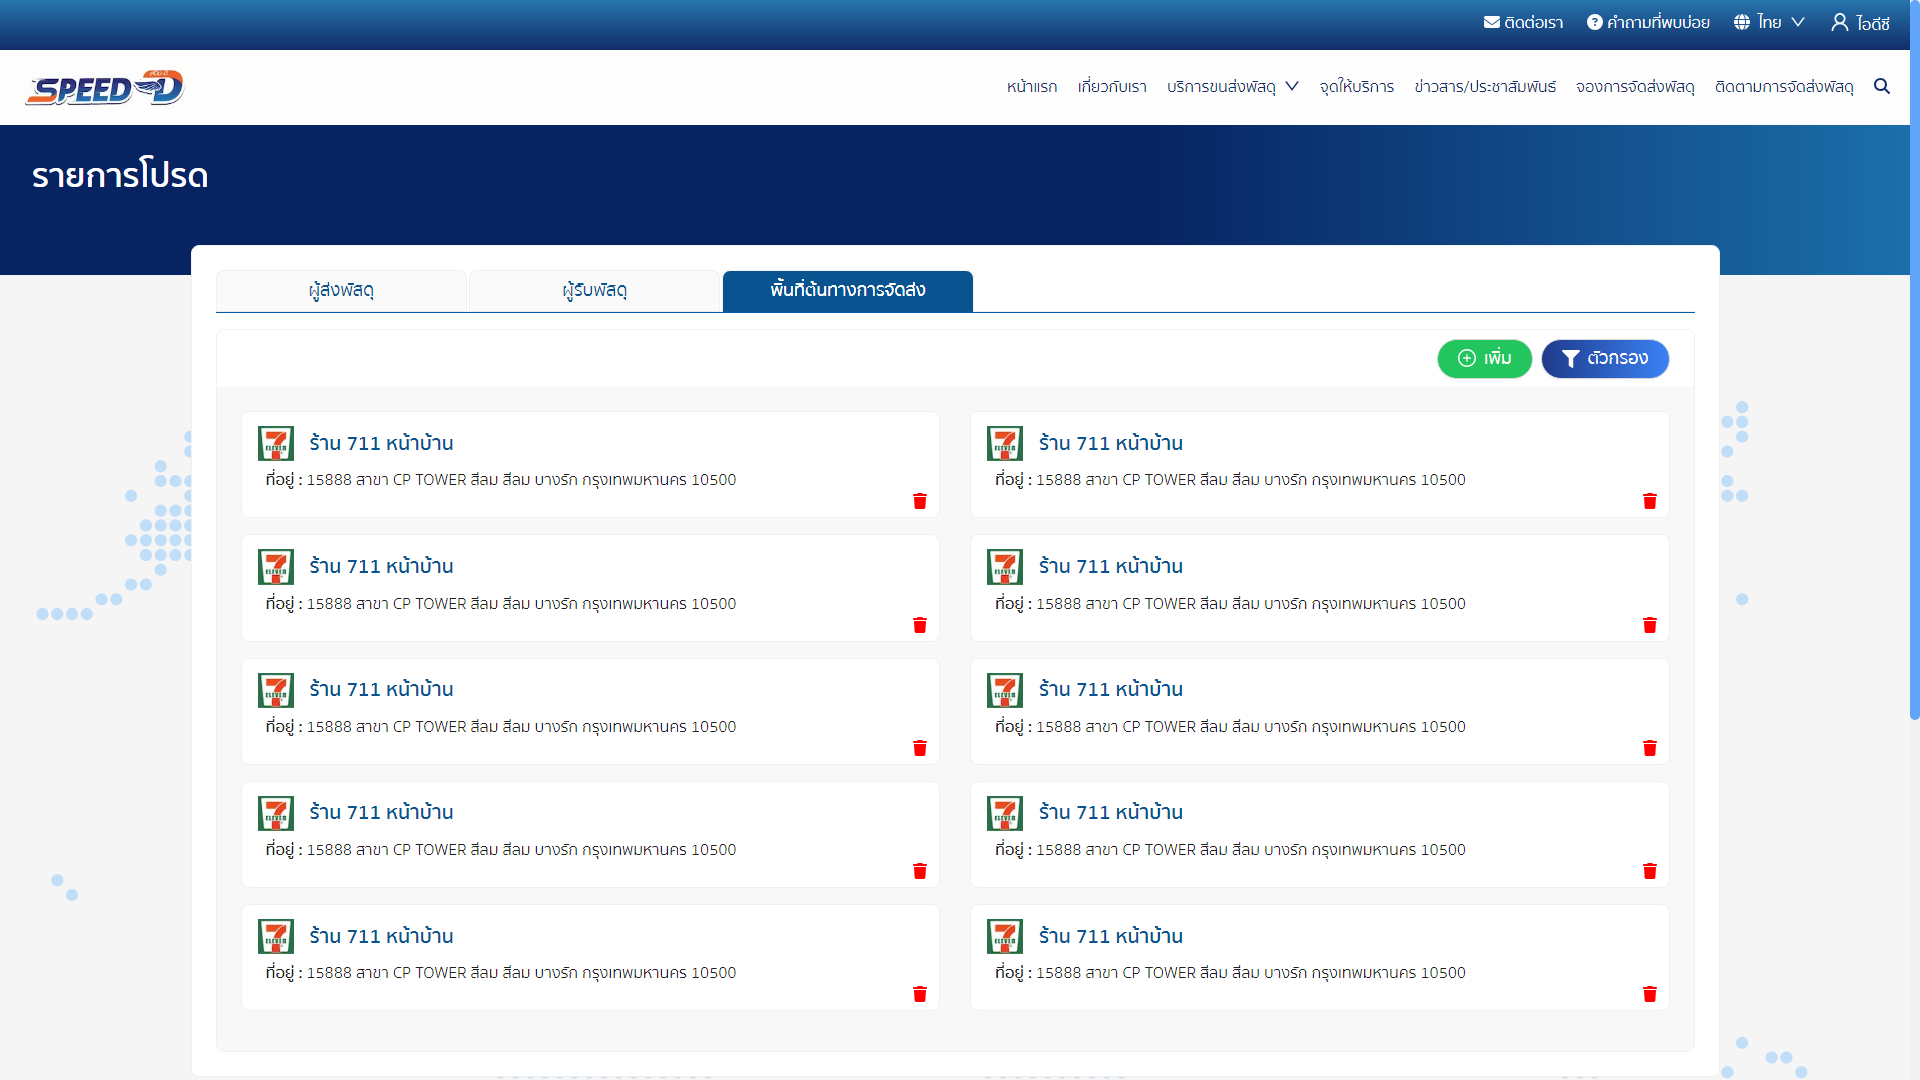 ติดต่อเรา คำถามที่พบบ่อย ไทย ไอดีซี
SPEED-D หน้าแรก เกี่ยวกับเรา บริการขนส่งพัสดุ จุดให้บริการ ข่าวสาร/ประชาสัมพันธ์ จองการจัดส่งพัสดุ ติดตามการจัดส่งพัสดุ
รายการโปรด
ผู้ส่งพัสดุ ผู้รับพัสดุ พื้นที่ต้นทางการจัดส่ง
เพิ่ม ตัวกรอง
7 ELEVEN ร้าน 711 หน้าบ้าน 7 ELEVEN ร้าน 711 หน้าบ้าน
ที่อยู่ : 15888 สาขา CP TOWER สีลม สีลม บางรัก กรุงเทพมหานคร 10500 ที่อยู่ : 15888 สาขา CP TOWER สีลม สีลม บางรัก กรุงเทพมหานคร 10500
7 ELEVEN ร้าน 711 หน้าบ้าน 7 ELEVEN ร้าน 711 หน้าบ้าน
ที่อยู่ : 15888 สาขา CP TOWER สีลม สีลม บางรัก กรุงเทพมหานคร 10500 ที่อยู่ : 15888 สาขา CP TOWER สีลม สีลม บางรัก กรุงเทพมหานคร 10500
7 ELEVEN ร้าน 711 หน้าบ้าน 7 ELEVEN ร้าน 711 หน้าบ้าน
ที่อยู่ : 15888 สาขา CP TOWER สีลม สีลม บางรัก กรุงเทพมหานคร 10500 ที่อยู่ : 15888 สาขา CP TOWER สีลม สีลม บางรัก กรุงเทพมหานคร 10500
7 ELEVEN ร้าน 711 หน้าบ้าน 7 ELEVEN ร้าน 711 หน้าบ้าน
ที่อยู่ : 15888 สาขา CP TOWER สีลม สีลม บางรัก กรุงเทพมหานคร 10500 ที่อยู่ : 15888 สาขา CP TOWER สีลม สีลม บางรัก กรุงเทพมหานคร 10500
7 ELEVEN ร้าน 711 หน้าบ้าน 7 ELEVEN ร้าน 711 หน้าบ้าน
ที่อยู่ : 15888 สาขา CP TOWER สีลม สีลม บางรัก กรุงเทพมหานคร 10500 ที่อยู่ : 15888 สาขา CP TOWER สีลม สีลม บางรัก กรุงเทพมหานคร 10500